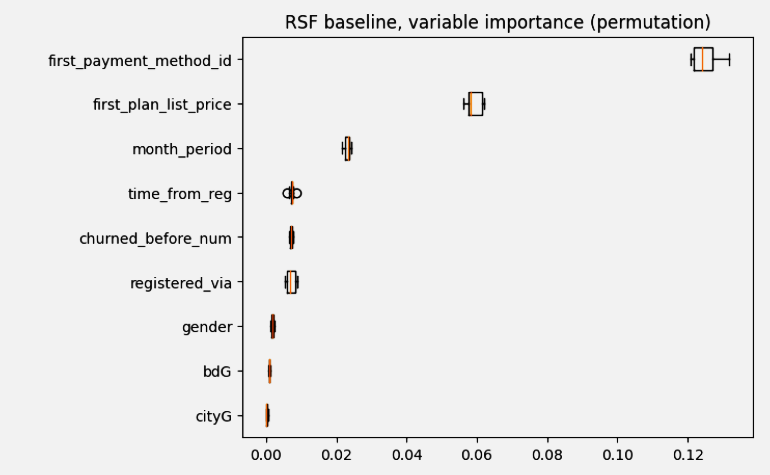 RSF baseline, variable importance (permutation)
first_payment_method_id
first_plan_list_price
month_period
time_from_reg
churned_before_num
registered_via
gender
bdG
cityG
0.00 0.02 0.04 0.06 0.08 0.10 0.12